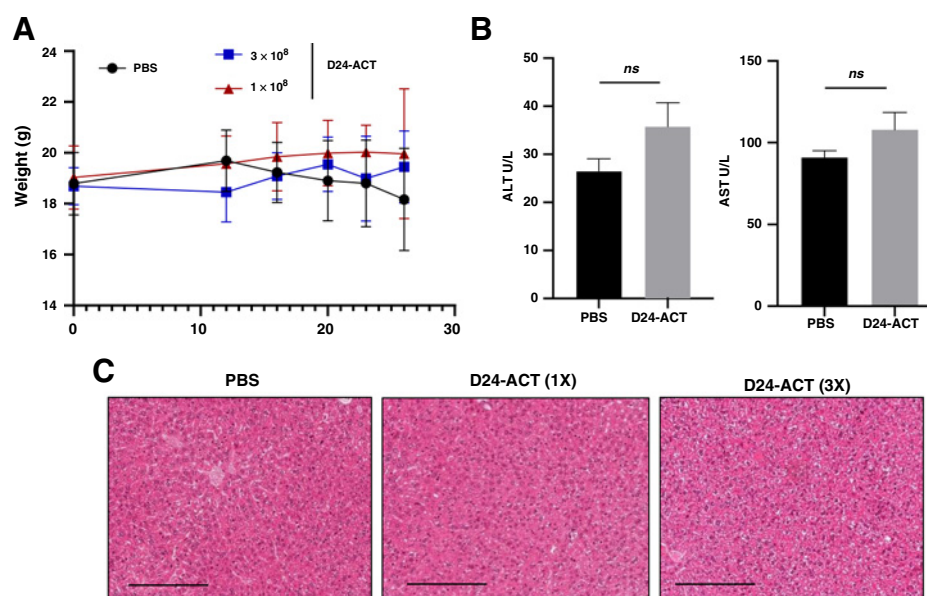 A
24
22
20
18
16
14
Weight (g)
PBS
3 × 10⁸
1 × 10⁸
D24-ACT
0
10
20
30
B
50
40
30
20
10
0
ALT U/L
ns
PBS
D24-ACT
150
100
50
0
AST U/L
ns
PBS
D24-ACT
C
PBS
D24-ACT (1X)
D24-ACT (3X)